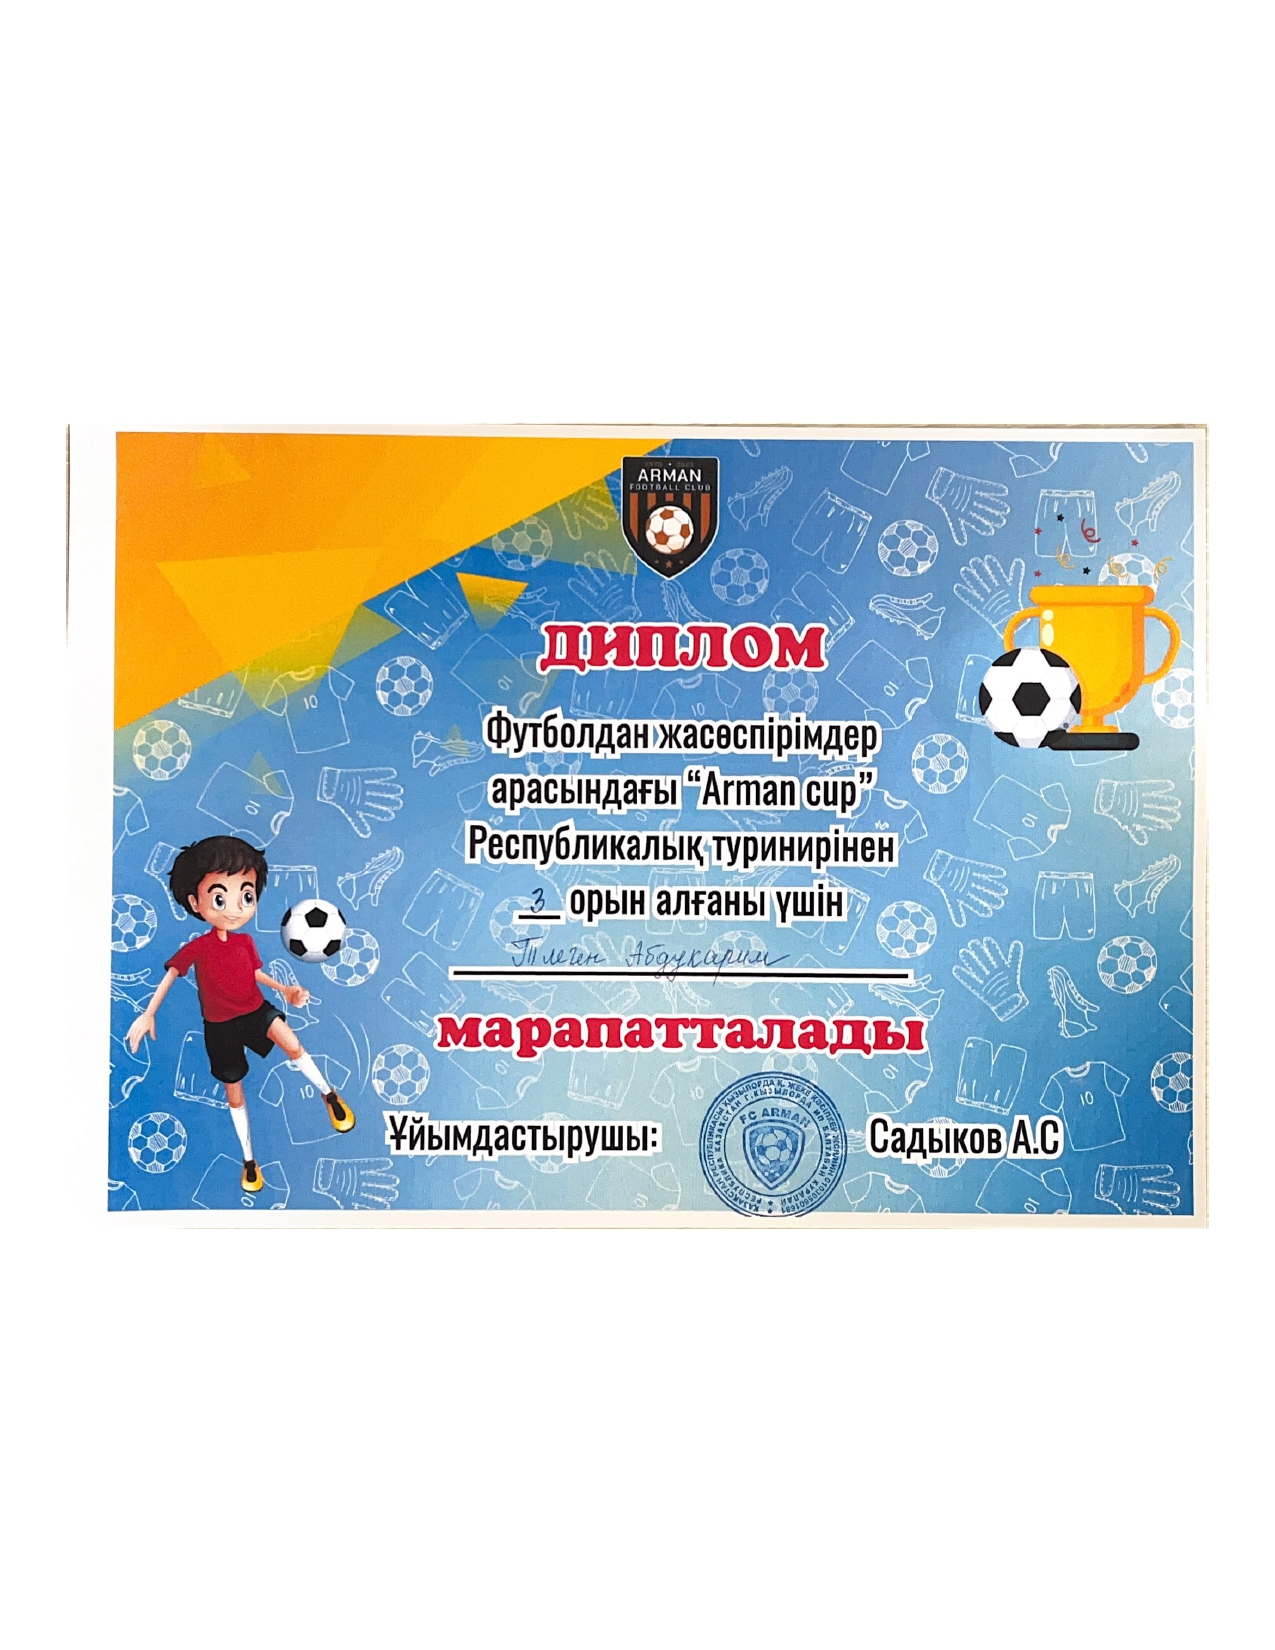 ARMAN
FOOTBALL CLUB
ДИПЛОМ
Футболдан жасөспірімдер
арасындағы “Arman cup”
Республикалық туринирінен
3 орын алғаны үшін
Тлеген Абдукарим
марапатталады
Ұйымдастырушы:
Садыков А.С
FC ARMAN